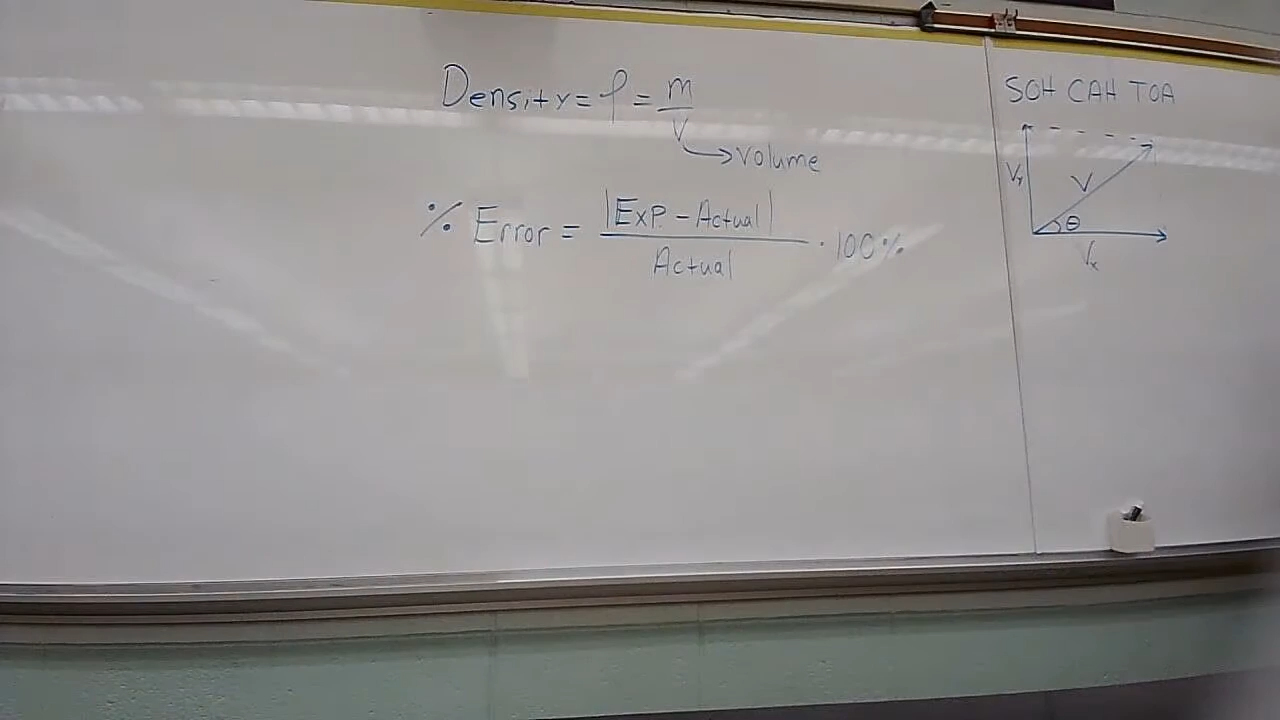 Density = ρ = m/V
→ volume
% Error = |Exp. - Actual| / Actual · 100%
SOH CAH TOA
Vy
V
θ
Vx